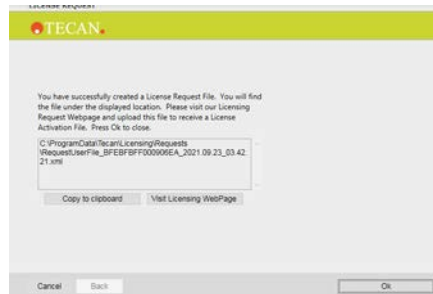 LICENSE REQUEST
TECAN.
You have successfully created a License Request File. You will find
the file under the displayed location. Please visit our Licensing
Request Webpage and upload this file to receive a License
Activation File. Press Ok to close.
C:\ProgramData\Tecan\Licensing\Requests
\RequestUserFile_BFEBFBFF000906EA_2021.09.23_03.42.
21.xml
Copy to clipboard Visit Licensing WebPage
Cancel Back Ok